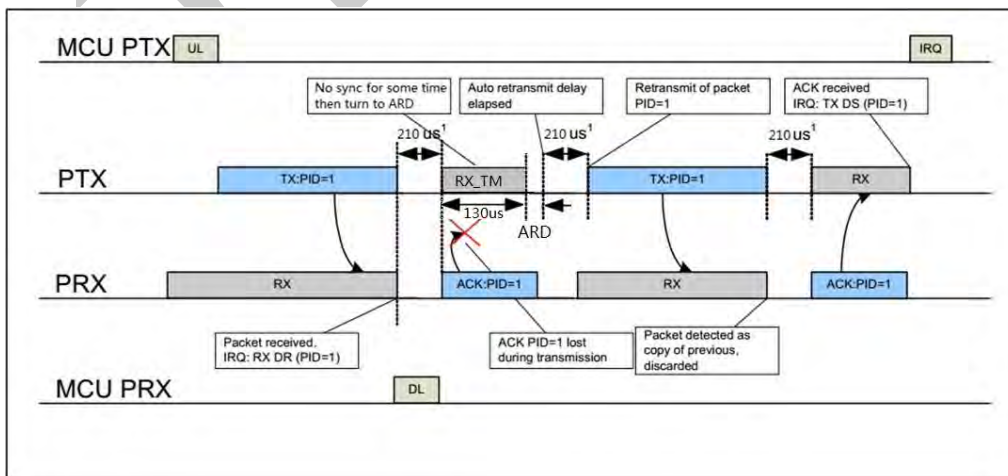 MCU PTX
UL
IRQ
No sync for some time
then turn to ARD
Auto retransmit delay
elapsed
Retransmit of packet
PID=1
ACK received
IRQ: TX DS (PID=1)
210 us¹
210 us¹
210 us¹
PTX
TX:PID=1
RX_TM
TX:PID=1
RX
130us
ARD
PRX
RX
ACK:PID=1
RX
ACK:PID=1
Packet received.
IRQ: RX DR (PID=1)
ACK PID=1 lost
during transmission
Packet detected as
copy of previous,
discarded
MCU PRX
DL